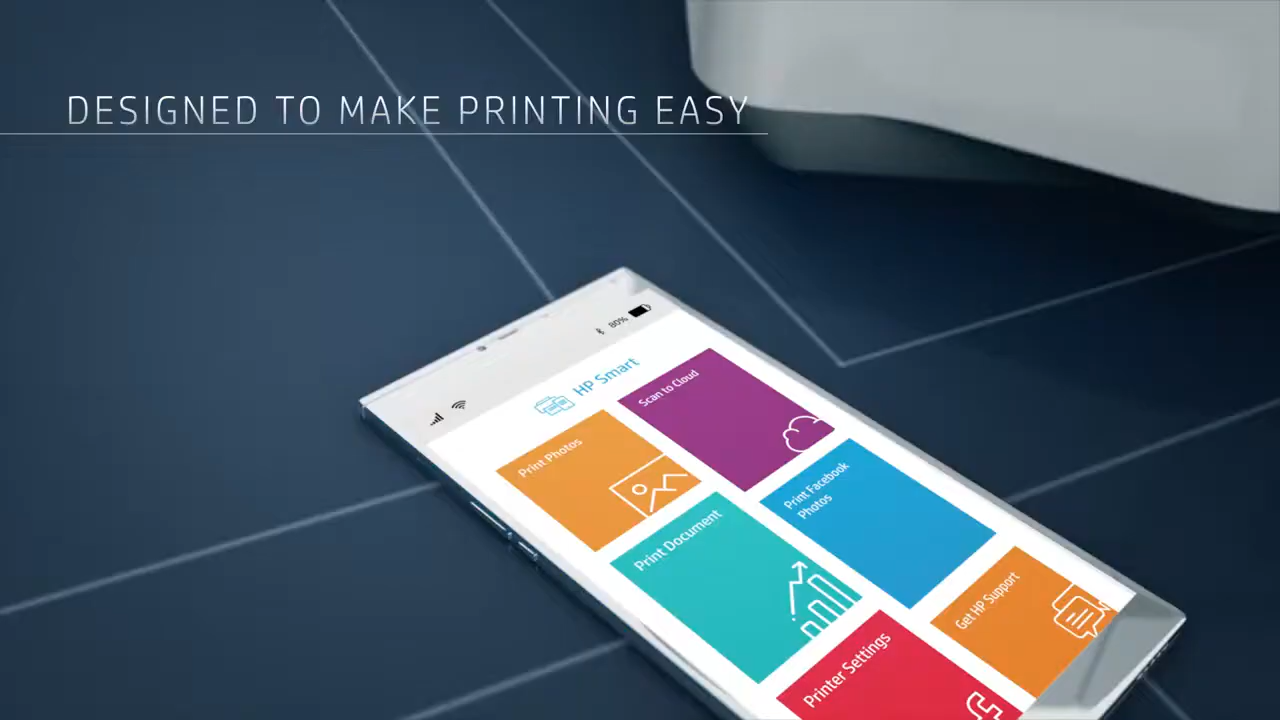 DESIGNED TO MAKE PRINTING EASY
80%
HP Smart
Print Photos
Scan to Cloud
Print Document
Print Facebook
Photos
Printer Settings
Get HP Support